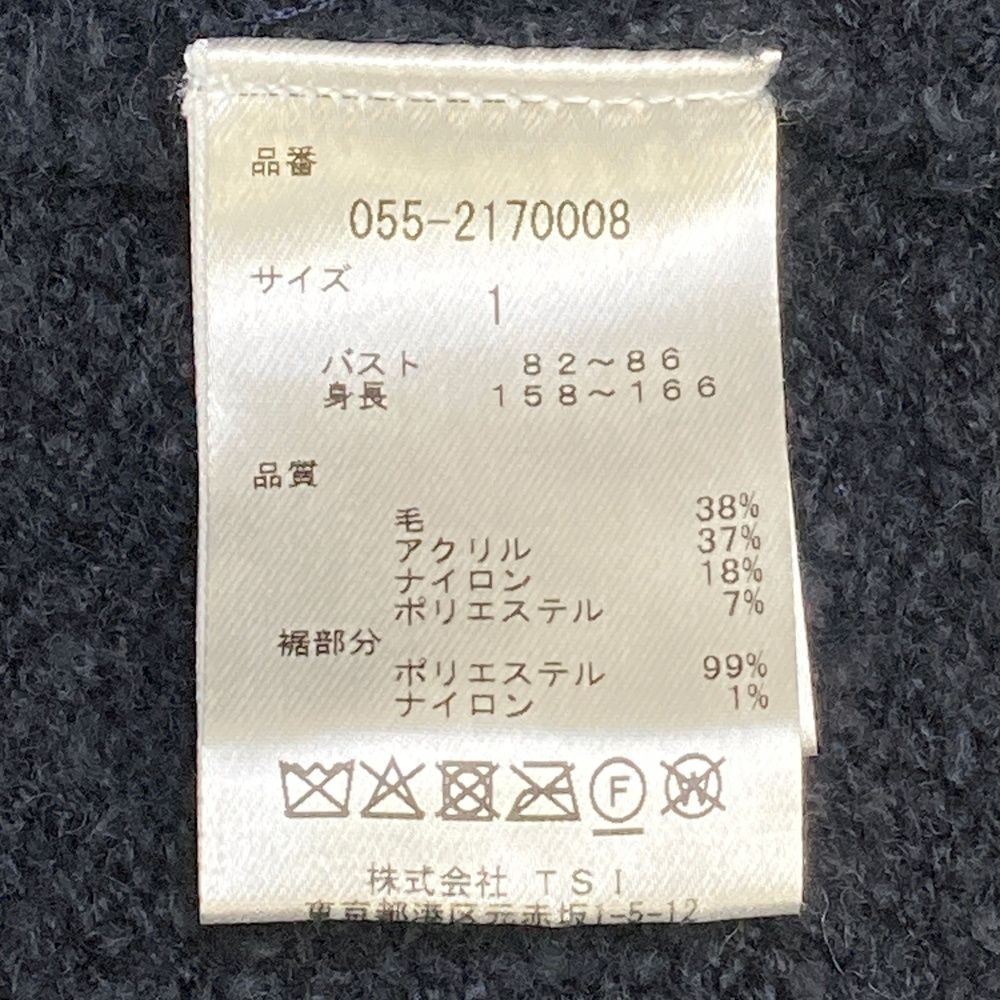 品番
055-2170008
サイズ
1
バスト 82～86
身長 158～166
品質
毛 38%
アクリル 37%
ナイロン 18%
ポリエステル 7%
裾部分
ポリエステル 99%
ナイロン 1%
F W
株式会社 TSI
東京都港区元赤坂1-5-12